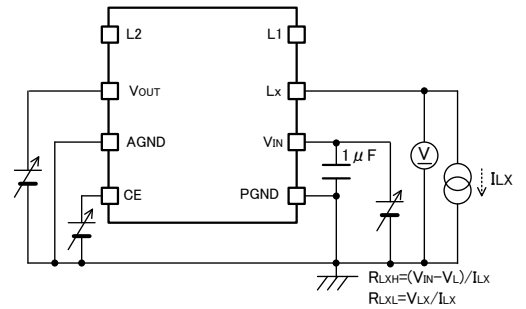 L2 L1
VOUT LX
AGND VIN
1μF
CE PGND
V
ILX
RLXH=(VIN-VL)/ILX
RLXL=VLX/ILX